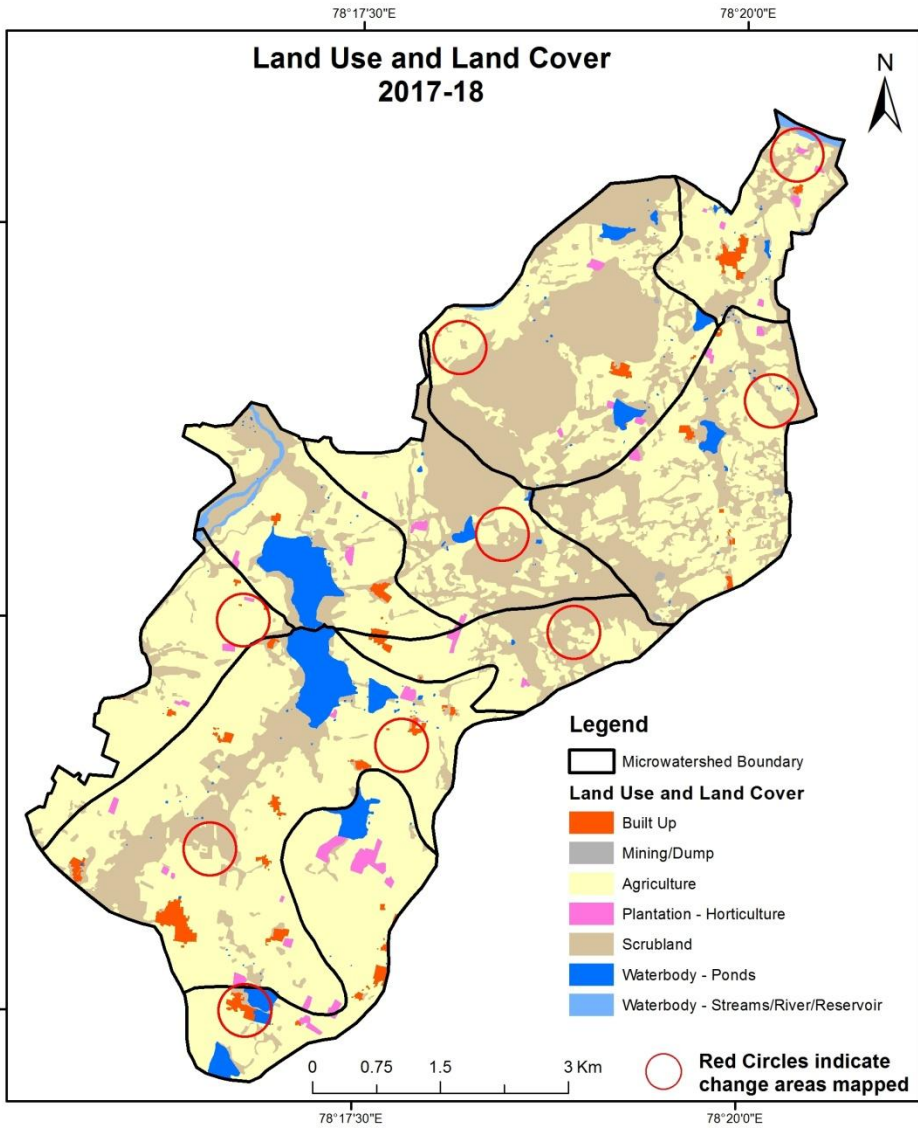 78°17'30"E
78°20'0"E
Land Use and Land Cover
2017-18
N
Legend
Microwatershed Boundary
Land Use and Land Cover
Built Up
Mining/Dump
Agriculture
Plantation - Horticulture
Scrubland
Waterbody - Ponds
Waterbody - Streams/River/Reservoir
0 0.75 1.5 3 Km
Red Circles indicate
change areas mapped
78°17'30"E
78°20'0"E